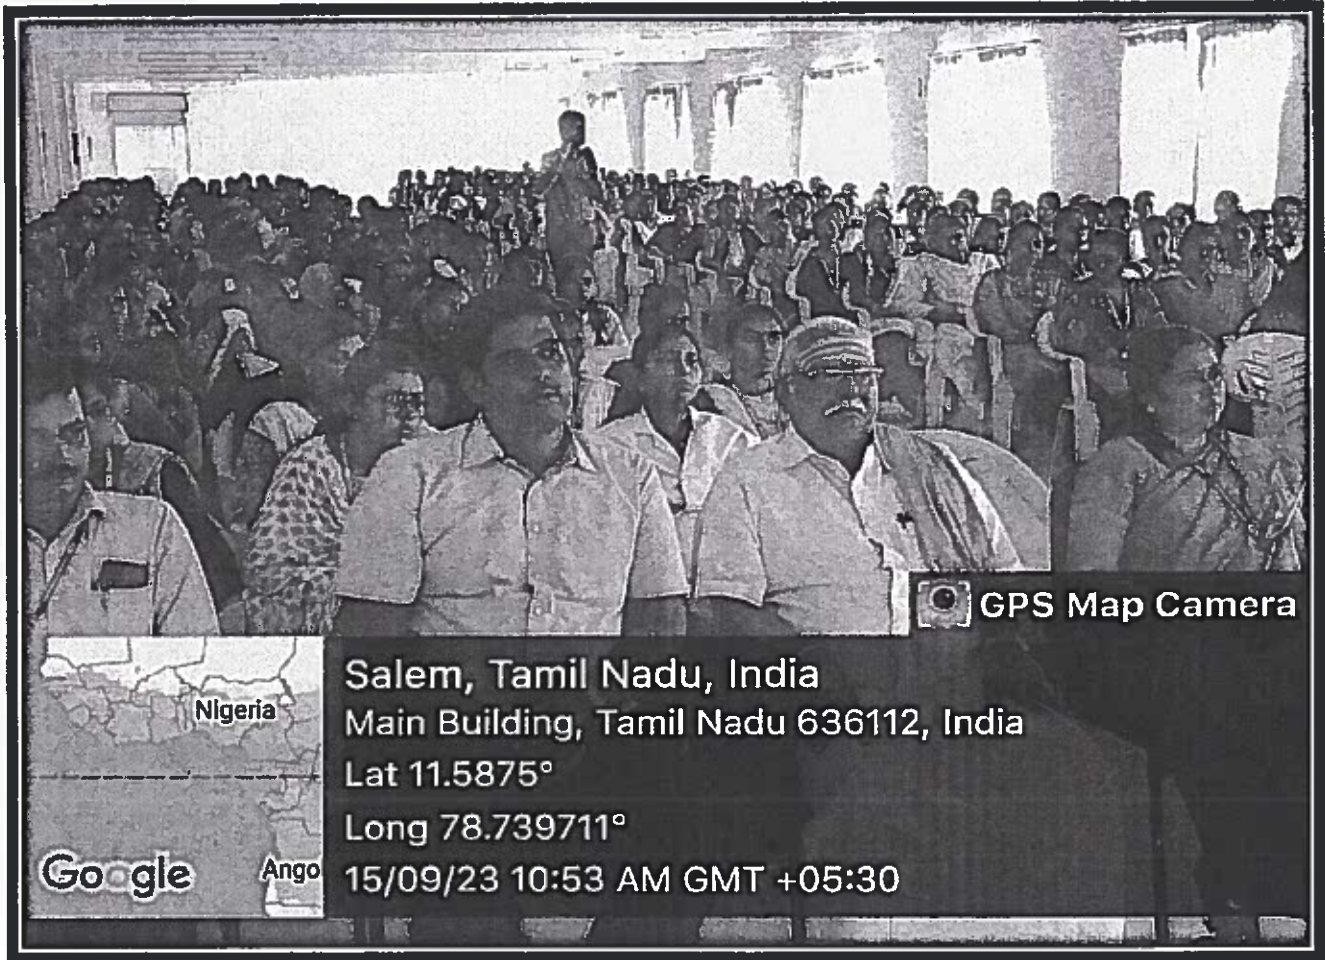 GPS Map Camera
Salem, Tamil Nadu, India
Main Building, Tamil Nadu 636112, India
Lat 11.5875°
Long 78.739711°
15/09/23 10:53 AM GMT +05:30
Nigeria
Ango
Google